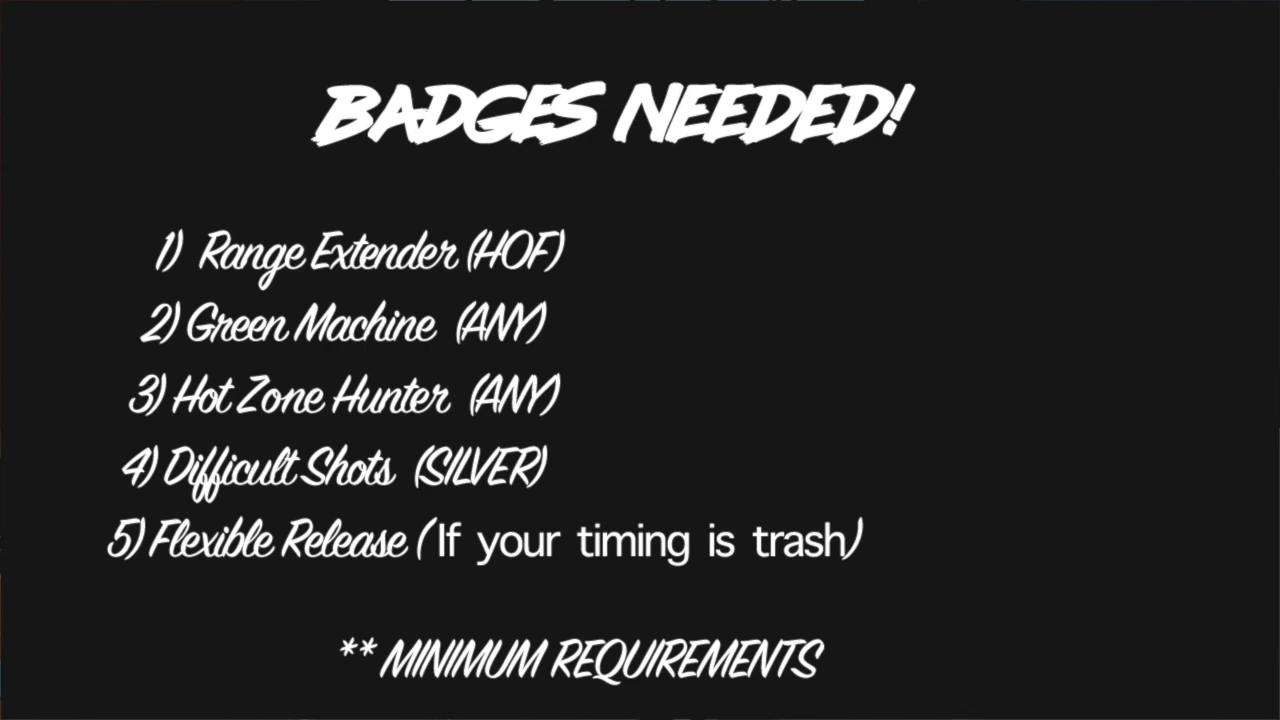 BADGES NEEDED!
1) Range Extender (HOF)
2) Green Machine (ANY)
3) Hot Zone Hunter (ANY)
4) Difficult Shots (SILVER)
5) Flexible Release (If your timing is trash)
** MINIMUM REQUIREMENTS